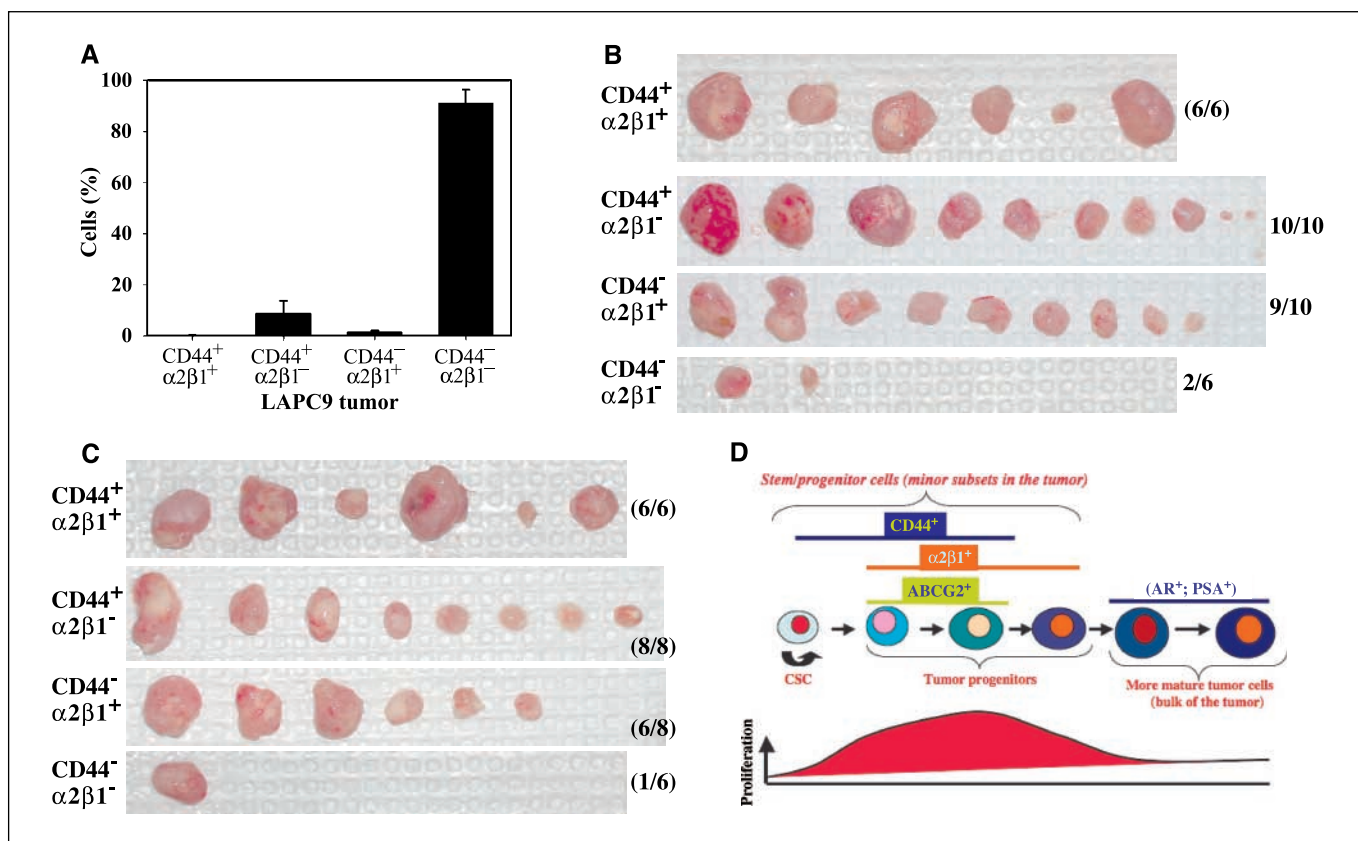 A
100
80
60
40
20
0
Cells (%)
CD44+ CD44+ CD44− CD44−
α2β1+ α2β1− α2β1+ α2β1−
LAPC9 tumor
B
CD44+
α2β1+
(6/6)
CD44+
α2β1-
10/10
CD44-
α2β1+
9/10
CD44-
α2β1-
2/6
C
CD44+
α2β1+
(6/6)
CD44+
α2β1-
(8/8)
CD44-
α2β1+
(6/8)
CD44-
α2β1-
(1/6)
D
Stem/progenitor cells (minor subsets in the tumor)
CD44+
α2β1+
ABCG2+
(AR+; PSA+)
CSC
Tumor progenitors
More mature tumor cells
(bulk of the tumor)
Proliferation